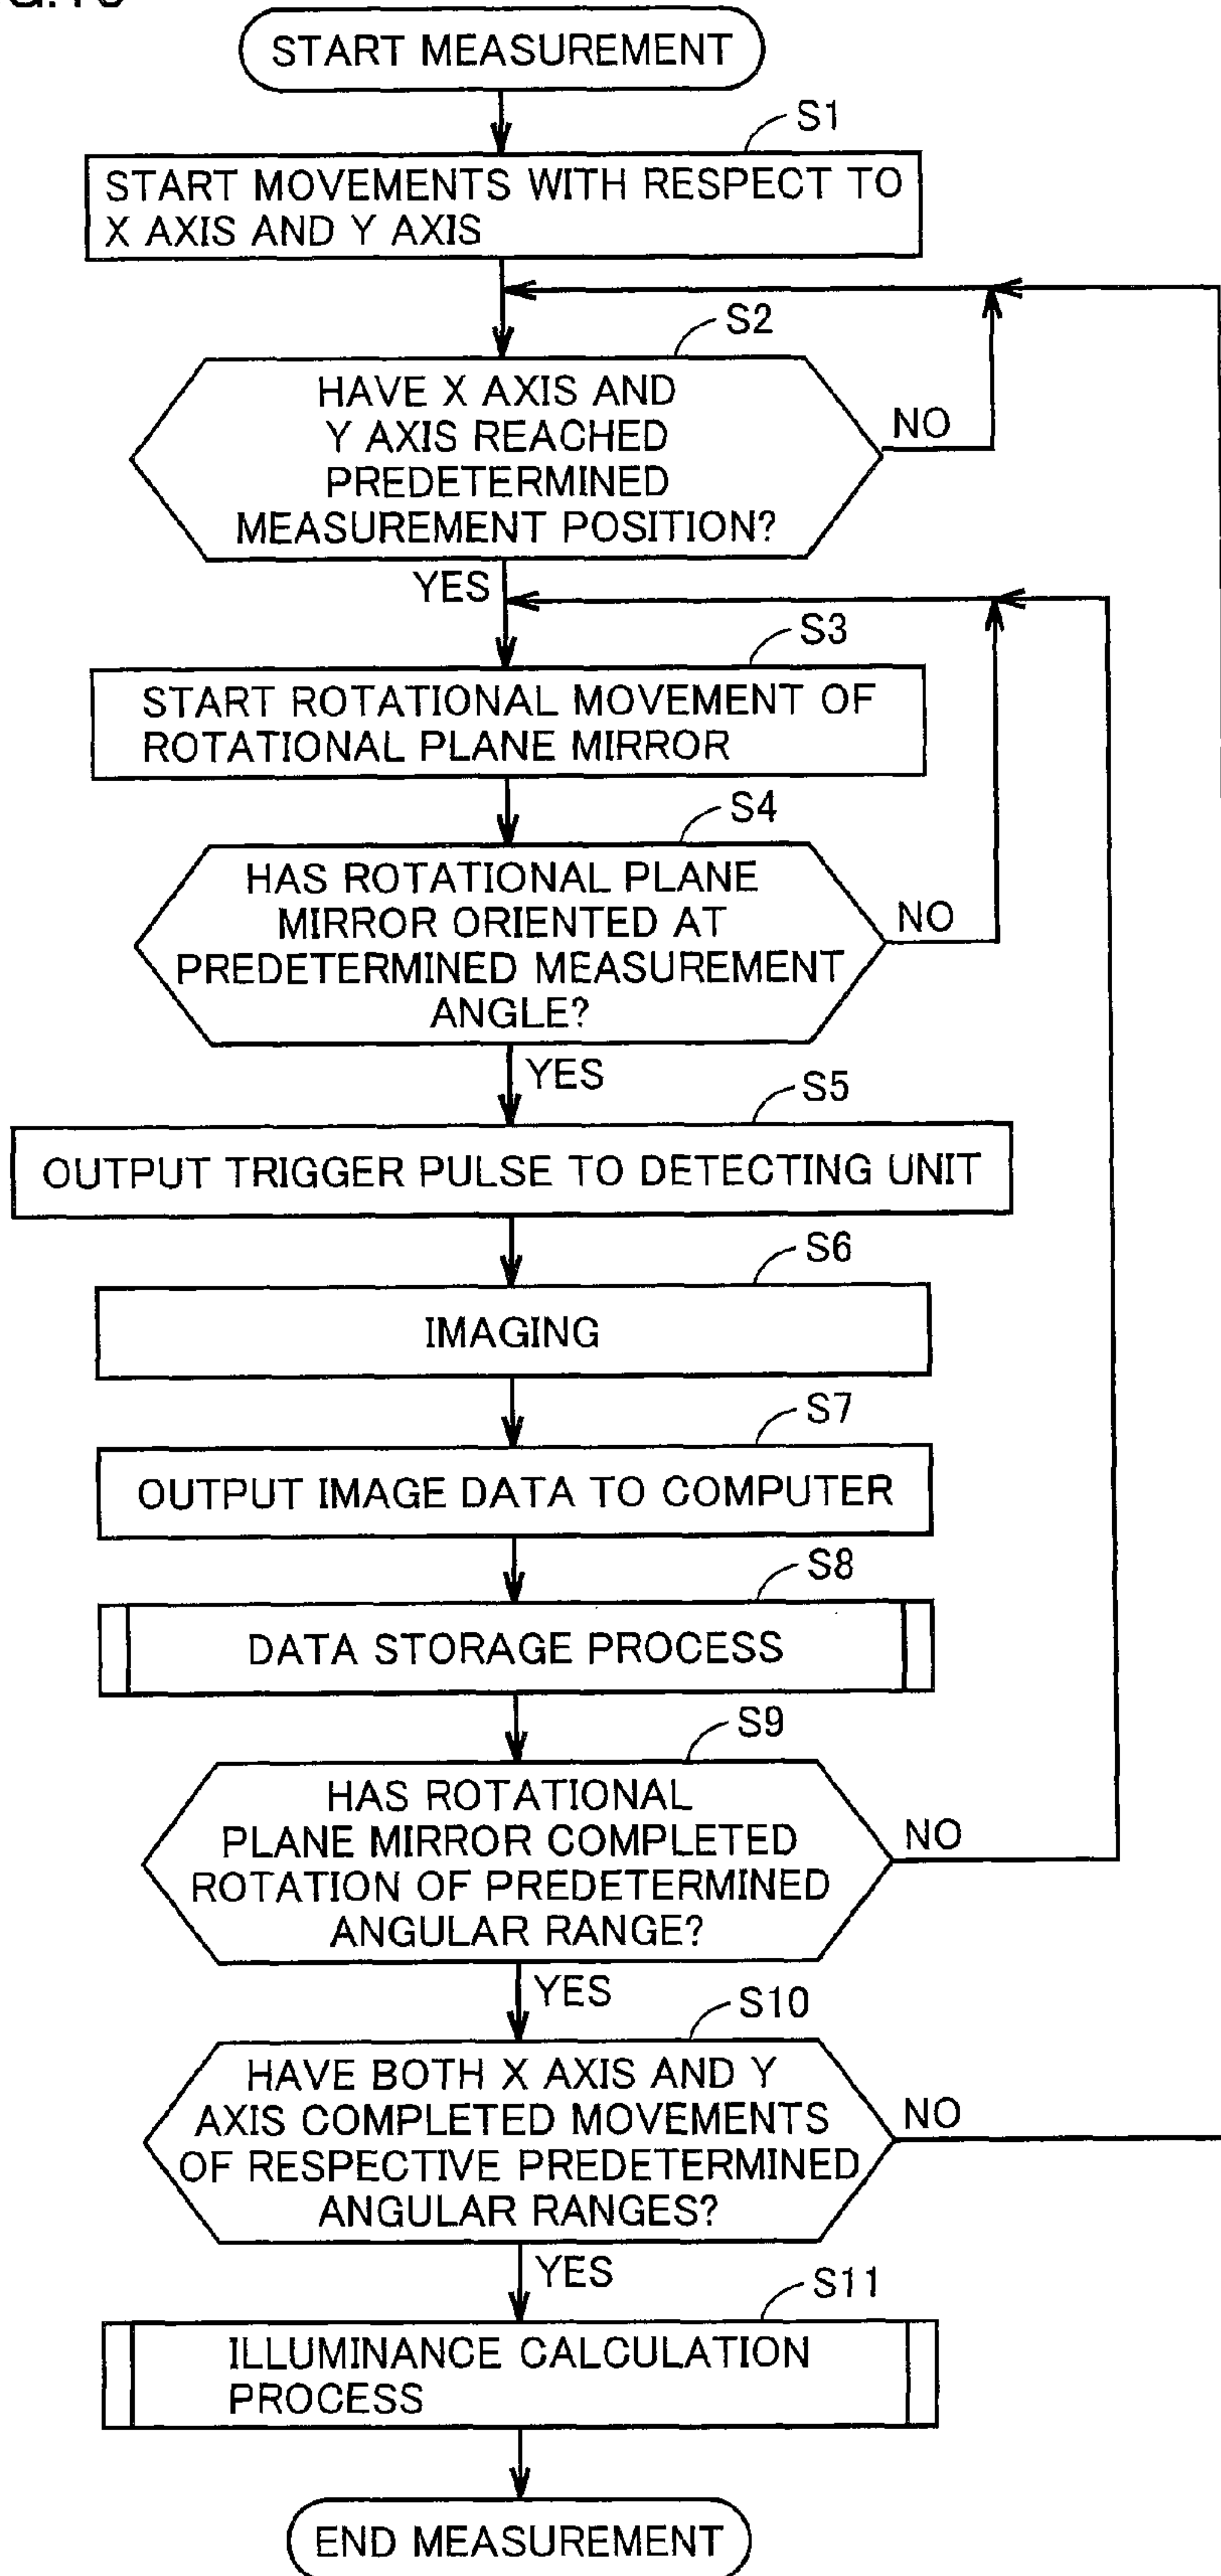 START MEASUREMENT
S1
START MOVEMENTS WITH RESPECT TO
X AXIS AND Y AXIS
S2
HAVE X AXIS AND
Y AXIS REACHED
PREDETERMINED
MEASUREMENT POSITION?
NO
YES
S3
START ROTATIONAL MOVEMENT OF
ROTATIONAL PLANE MIRROR
S4
HAS ROTATIONAL PLANE
MIRROR ORIENTED AT
PREDETERMINED MEASUREMENT
ANGLE?
NO
YES
S5
OUTPUT TRIGGER PULSE TO DETECTING UNIT
S6
IMAGING
S7
OUTPUT IMAGE DATA TO COMPUTER
S8
DATA STORAGE PROCESS
S9
HAS ROTATIONAL
PLANE MIRROR COMPLETED
ROTATION OF PREDETERMINED
ANGULAR RANGE?
NO
YES
S10
HAVE BOTH X AXIS AND Y
AXIS COMPLETED MOVEMENTS
OF RESPECTIVE PREDETERMINED
ANGULAR RANGES?
NO
YES
S11
ILLUMINANCE CALCULATION
PROCESS
END MEASUREMENT